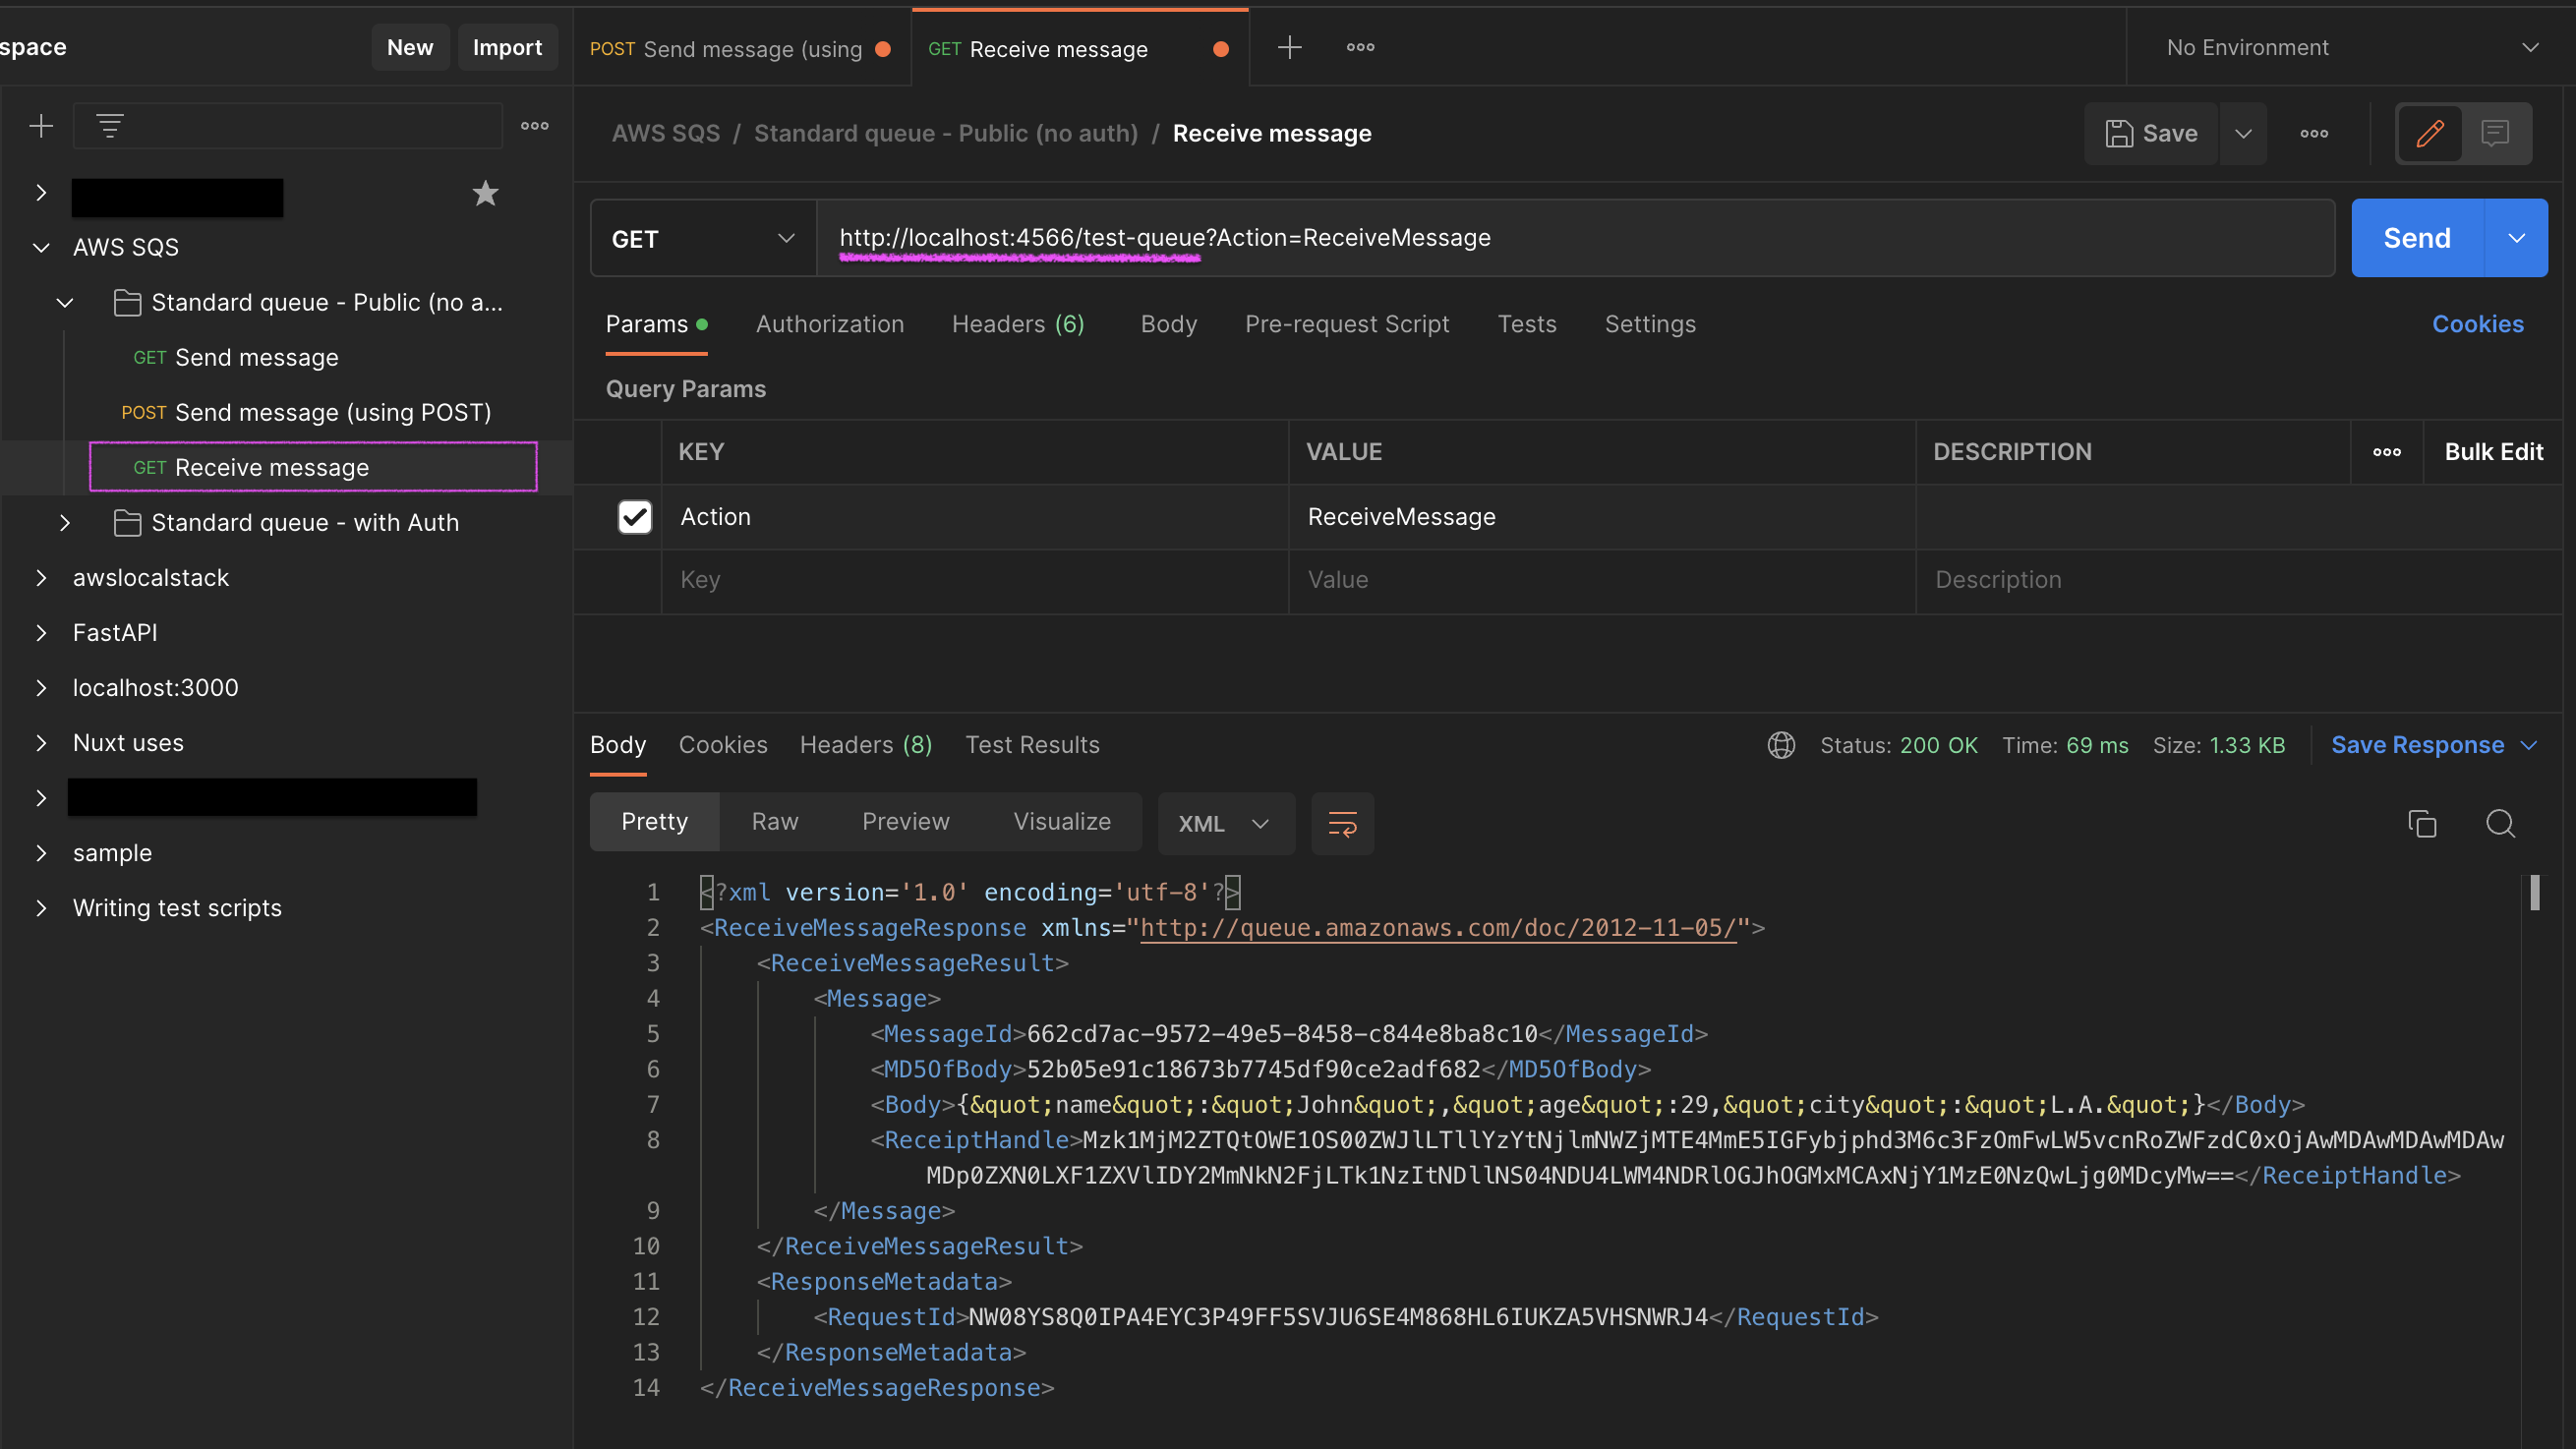 space
New
Import
POST Send message (using
GET Receive message
No Environment
AWS SQS / Standard queue - Public (no auth) / Receive message
Save
AWS SQS
Standard queue - Public (no a...
GET Send message
POST Send message (using POST)
GET Receive message
Standard queue - with Auth
awslocalstack
FastAPI
localhost:3000
Nuxt uses
sample
Writing test scripts
GET
http://localhost:4566/test-queue?Action=ReceiveMessage
Send
Params
Authorization
Headers (6)
Body
Pre-request Script
Tests
Settings
Cookies
Query Params
KEY
VALUE
DESCRIPTION
Bulk Edit
Action
ReceiveMessage
Key
Value
Description
Body
Cookies
Headers (8)
Test Results
Status: 200 OK
Time: 69 ms
Size: 1.33 KB
Save Response
Pretty
Raw
Preview
Visualize
XML
1 <?xml version='1.0' encoding='utf-8'?>
2 <ReceiveMessageResponse xmlns="http://queue.amazonaws.com/doc/2012-11-05/">
3 <ReceiveMessageResult>
4 <Message>
5 <MessageId>662cd7ac-9572-49e5-8458-c844e8ba8c10</MessageId>
6 <MD5OfBody>52b05e91c18673b7745df90ce2adf682</MD5OfBody>
7 <Body>{&quot;name&quot;:&quot;John&quot;,&quot;age&quot;:29,&quot;city&quot;:&quot;L.A.&quot;}</Body>
8 <ReceiptHandle>Mzk1MjM2ZTQtOWE1OS00ZWJlLTllYzYtNjlmNWZjMTE4MmE5IGFybjphd3M6c3FzOmFwLW5vcnRoZWFzdC0xOjAwMDAwMDAwMDAw
MDp0ZXN0LXF1ZXVlIDY2MmNkN2FjLTk1NzItNDllNS04NDU4LWM4NDRlOGJhOGMxMCAxNjY1MzE0NzQwLjg0MDcyMw==</ReceiptHandle>
9 </Message>
10 </ReceiveMessageResult>
11 <ResponseMetadata>
12 <RequestId>NW08YS8Q0IPA4EYC3P49FF5SVJU6SE4M868HL6IUKZA5VHSNWRJ4</RequestId>
13 </ResponseMetadata>
14 </ReceiveMessageResponse>